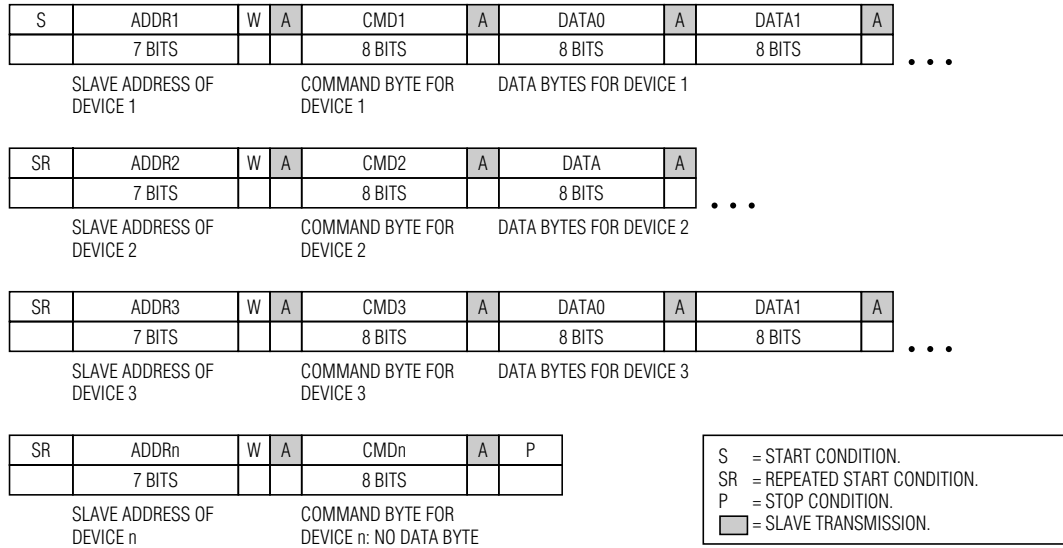 S ADDR1 W A CMD1 A DATA0 A DATA1 A
7 BITS 8 BITS 8 BITS 8 BITS
• • •
SLAVE ADDRESS OF
DEVICE 1
COMMAND BYTE FOR
DEVICE 1
DATA BYTES FOR DEVICE 1
SR ADDR2 W A CMD2 A DATA A
7 BITS 8 BITS 8 BITS
• • •
SLAVE ADDRESS OF
DEVICE 2
COMMAND BYTE FOR
DEVICE 2
DATA BYTES FOR DEVICE 2
SR ADDR3 W A CMD3 A DATA0 A DATA1 A
7 BITS 8 BITS 8 BITS 8 BITS
• • •
SLAVE ADDRESS OF
DEVICE 3
COMMAND BYTE FOR
DEVICE 3
DATA BYTES FOR DEVICE 3
SR ADDRn W A CMDn A P
7 BITS 8 BITS
SLAVE ADDRESS OF
DEVICE n
COMMAND BYTE FOR
DEVICE n: NO DATA BYTE
S = START CONDITION.
SR = REPEATED START CONDITION.
P = STOP CONDITION.
= SLAVE TRANSMISSION.